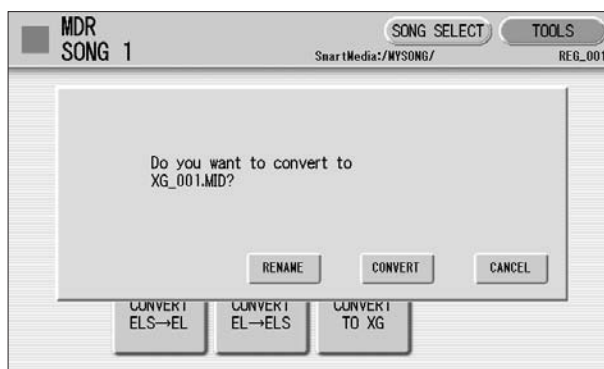 MDR
SONG SELECT
TOOLS
SONG 1
SmartMedia:/MYSONG/
REG_001
Do you want to convert to
XG_001.MID?
RENAME
CONVERT
CANCEL
CONVERT
ELS→EL
CONVERT
EL→ELS
CONVERT
TO XG